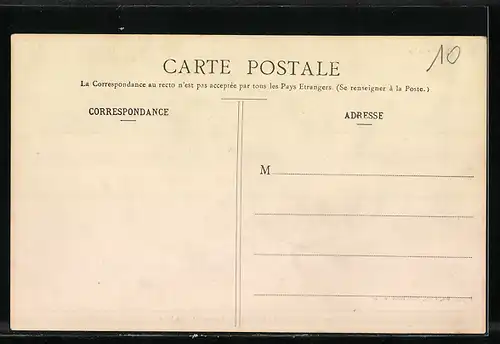 10
CARTE POSTALE
La Correspondance au recto n'est pas acceptée par tous les Pays Etrangers. (Se renseigner à la Poste.)
CORRESPONDANCE
ADRESSE
M